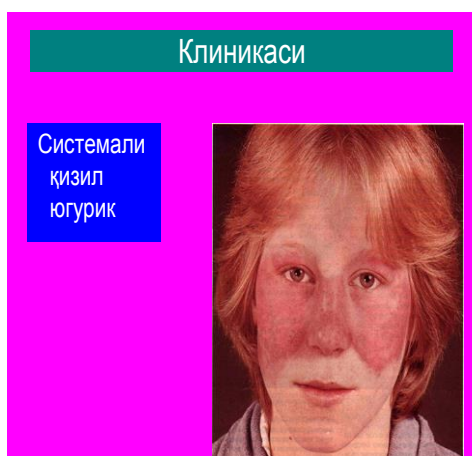 Клиникаси
Системали
қизил
югурик